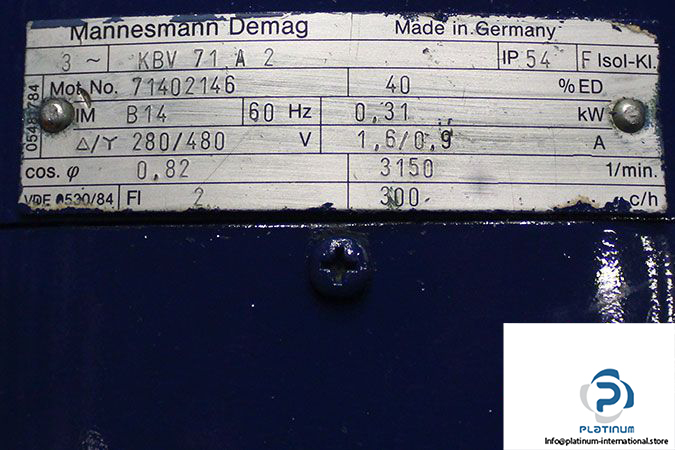 Mannesmann Demag Made in Germany
3 ~ KBV 71 A 2 IP 54 F Isol-Kl.
Mot. No. 71402146 40 % ED
IM B14 60 Hz 0,31 kW
Δ/Y 280/480 V 1,6/0,9 A
cos. φ 0,82 3150 1/min.
VDE 0530/84 FI 2 300 c/h
P
PLATINUM
Info@platinum-international.store